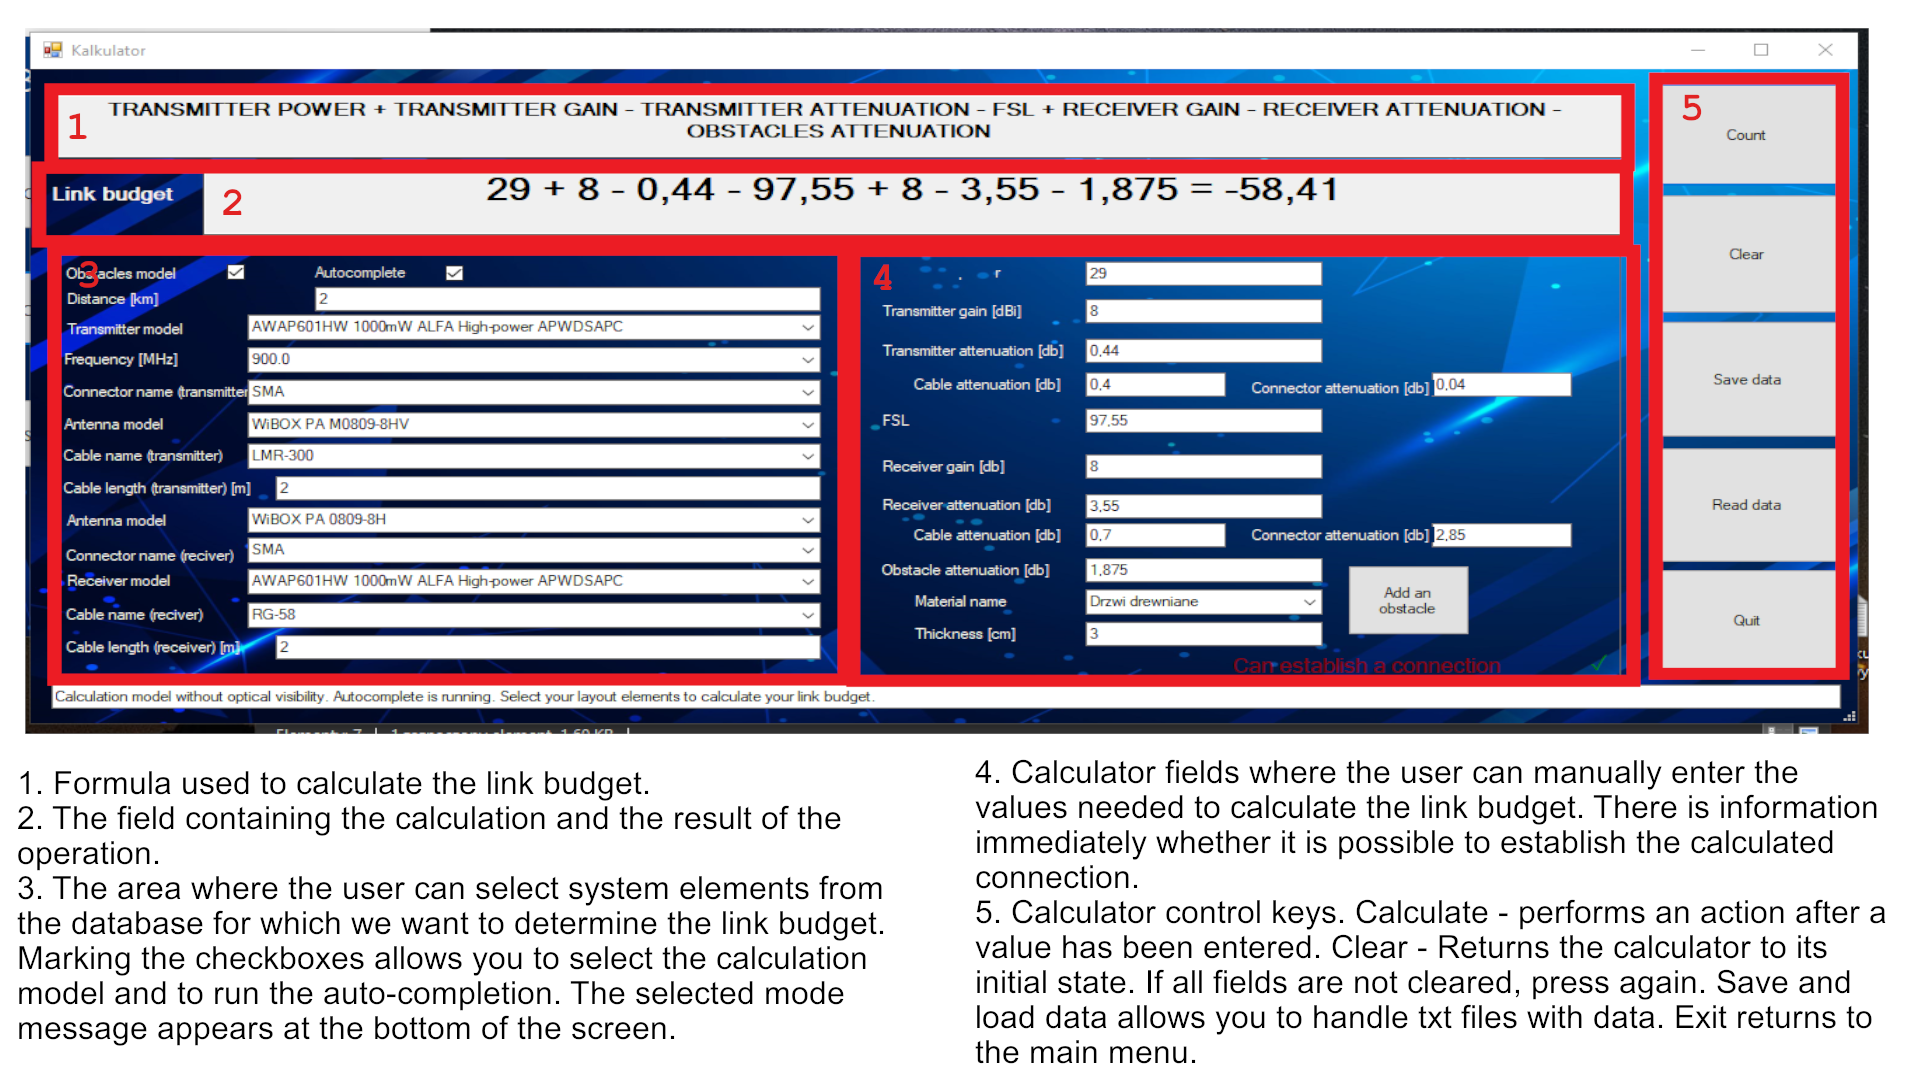 Kalkulator
1
TRANSMITTER POWER + TRANSMITTER GAIN - TRANSMITTER ATTENUATION - FSL + RECEIVER GAIN - RECEIVER ATTENUATION -
OBSTACLES ATTENUATION
Link budget
2
29 + 8 - 0,44 - 97,55 + 8 - 3,55 - 1,875 = -58,41
3
Obstacles model
Autocomplete
Distance [km]
2
Transmitter model
AWAP601HW 1000mW ALFA High-power APWDSAPC
Frequency [MHz]
900.0
Connector name (transmitter
SMA
Antenna model
WiBOX PA M0809-8HV
Cable name (transmitter)
LMR-300
Cable length (transmitter) [m]
2
Antenna model
WiBOX PA 0809-8H
Connector name (reciver)
SMA
Receiver model
AWAP601HW 1000mW ALFA High-power APWDSAPC
Cable name (reciver)
RG-58
Cable length (receiver) [m]
2
4
r
29
Transmitter gain [dBi]
8
Transmitter attenuation [db]
0,44
Cable attenuation [db]
0,4
Connector attenuation [db]
0,04
FSL
97,55
Receiver gain [db]
8
Receiver attenuation [db]
3,55
Cable attenuation [db]
0,7
Connector attenuation [db]
2,85
Obstacle attenuation [db]
1,875
Material name
Drzwi drewniane
Thickness [cm]
3
Add an
obstacle
Can establish a connection
5
Count
Clear
Save data
Read data
Quit
Calculation model without optical visibility. Autocomplete is running. Select your layout elements to calculate your link budget.
1. Formula used to calculate the link budget.
2. The field containing the calculation and the result of the
operation.
3. The area where the user can select system elements from
the database for which we want to determine the link budget.
Marking the checkboxes allows you to select the calculation
model and to run the auto-completion. The selected mode
message appears at the bottom of the screen.
4. Calculator fields where the user can manually enter the
values needed to calculate the link budget. There is information
immediately whether it is possible to establish the calculated
connection.
5. Calculator control keys. Calculate - performs an action after a
value has been entered. Clear - Returns the calculator to its
initial state. If all fields are not cleared, press again. Save and
load data allows you to handle txt files with data. Exit returns to
the main menu.